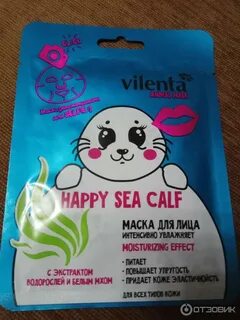 vilenta
HAPPY SEA CALF
МАСКА ДЛЯ ЛИЦА
ИНТЕНСИВНО УВЛАЖНЯЕТ
MOISTURIZING EFFECT
• ПИТАЕТ
• ПОВЫШАЕТ УПРУГОСТЬ
• ПРИДАЕТ КОЖЕ ЭЛАСТИЧНОСТЬ
С ЭКСТРАКТОМ
ВОДОРОСЛЕЙ И БЕЛЫМ МХОМ
ДЛЯ ВСЕХ ТИПОВ КОЖИ
ОТЗОВИК